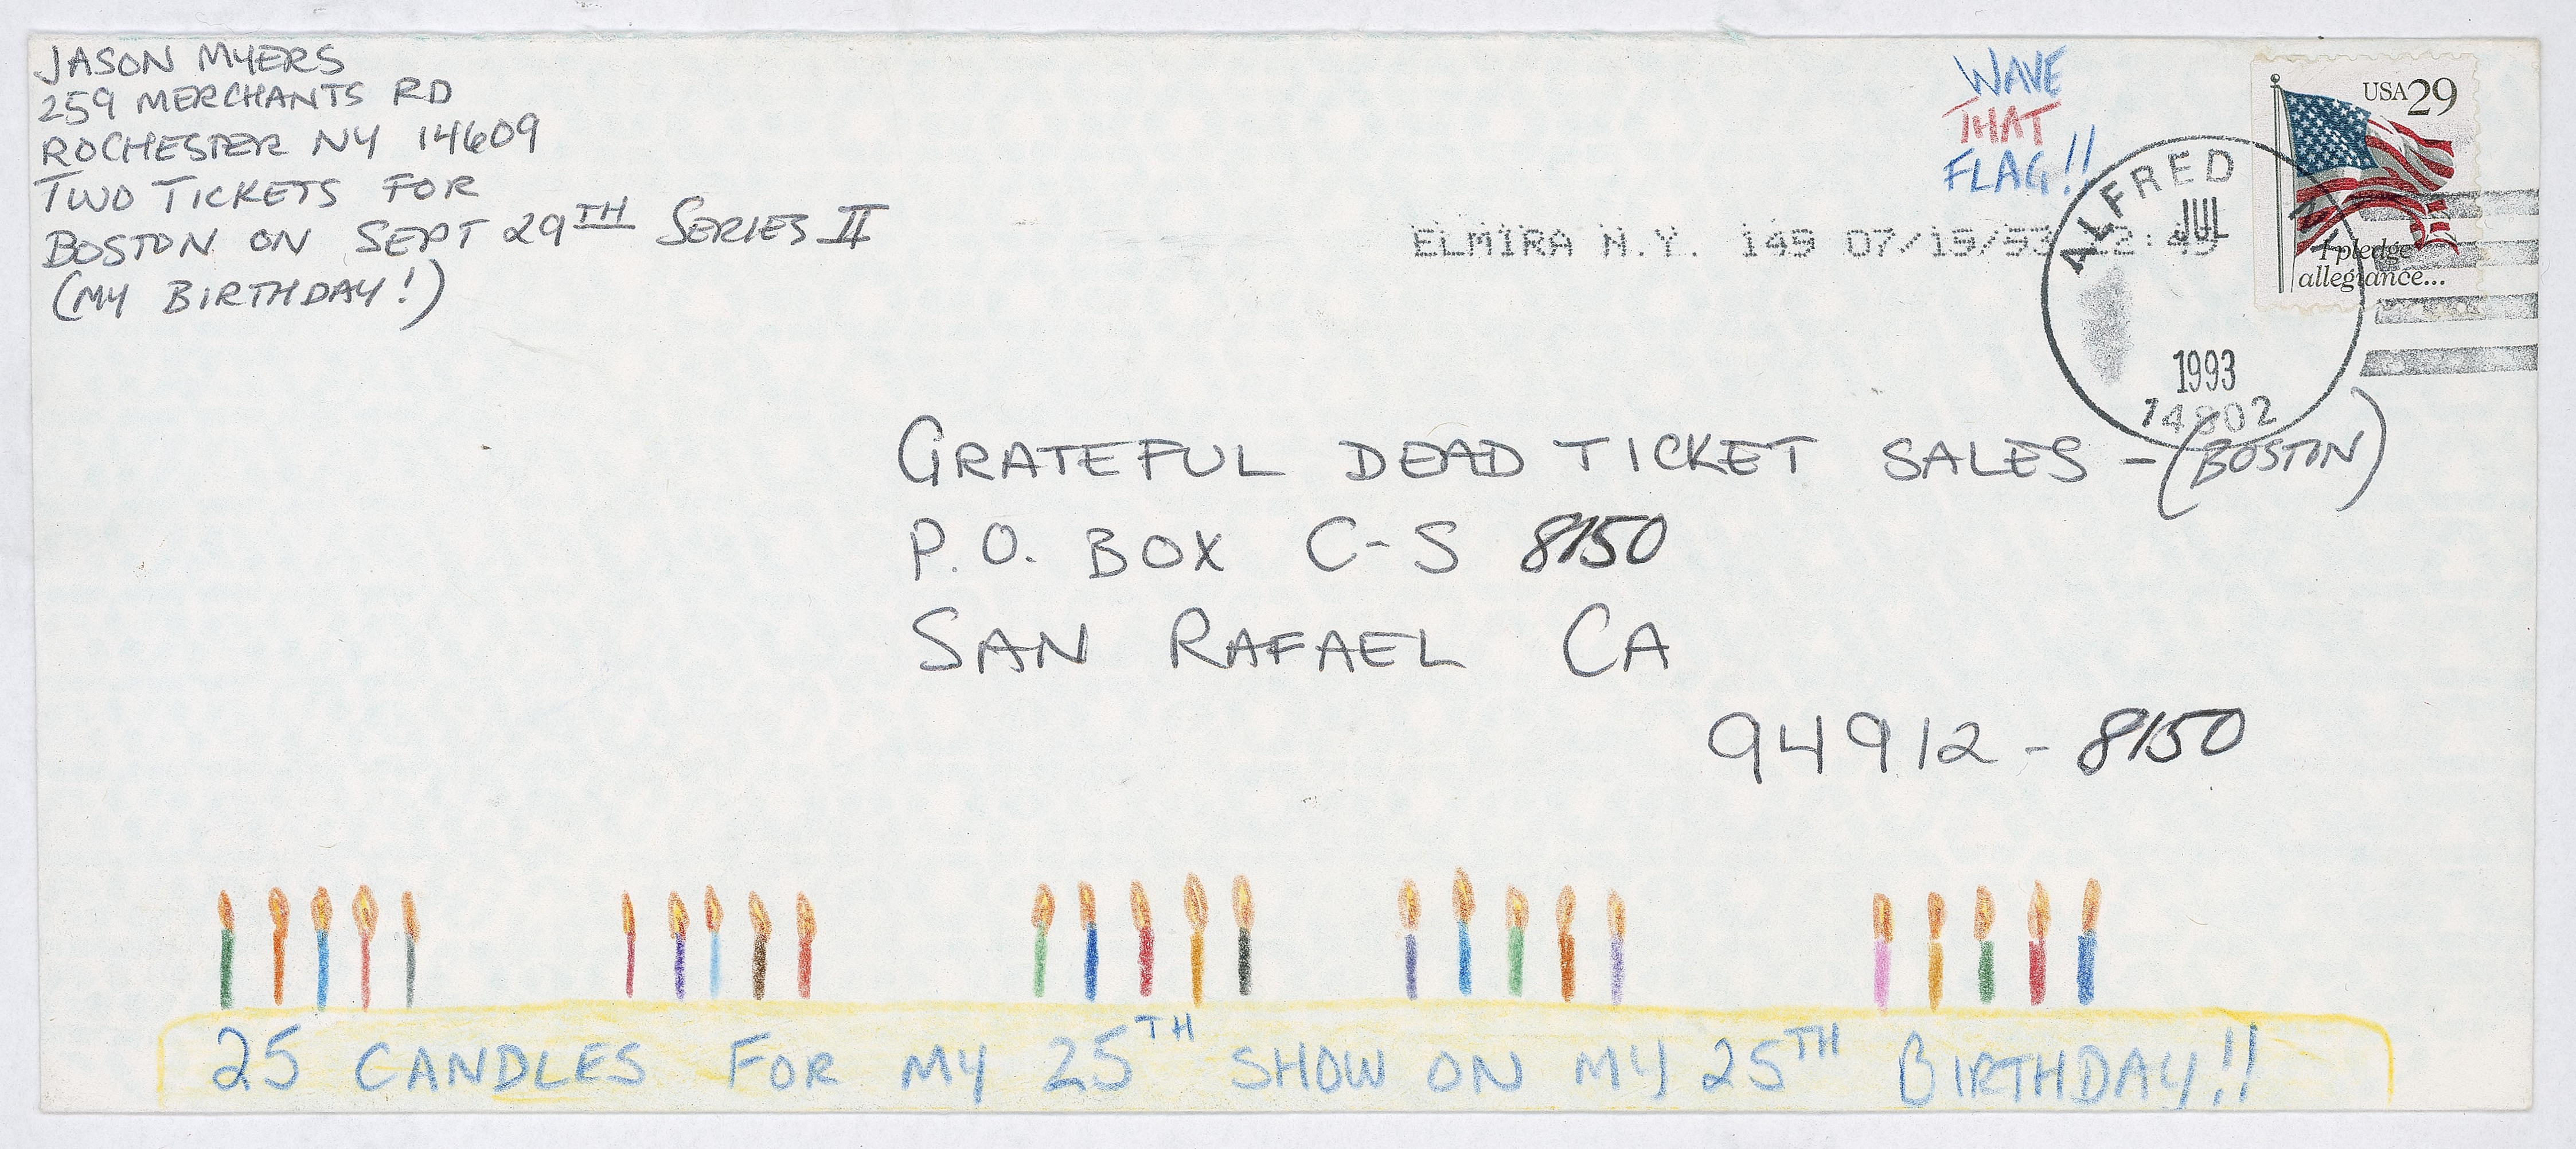 JASON MYERS
259 MERCHANTS RD
ROCHESTER NY 14609
TWO TICKETS FOR
BOSTON ON SEPT 29TH SERIES II
(MY BIRTHDAY!)
WAVE
THAT
FLAG!!
USA29
I pledge
allegiance...
ELMIRA N.Y. 149 07/19/93
ALFRED
JUL
1993
14802
GRATEFUL DEAD TICKET SALES - (BOSTON)
P.O. BOX C-S 8150
SAN RAFAEL CA
94912 - 8150
25 CANDLES FOR MY 25TH SHOW ON MY 25TH BIRTHDAY!!